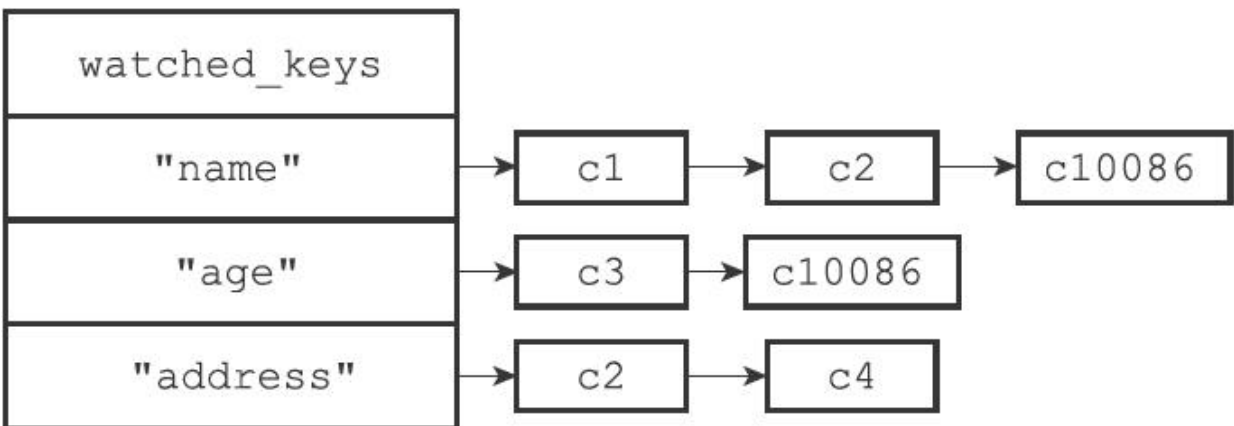 watched_keys
"name" c1 c2 c10086
"age" c3 c10086
"address" c2 c4